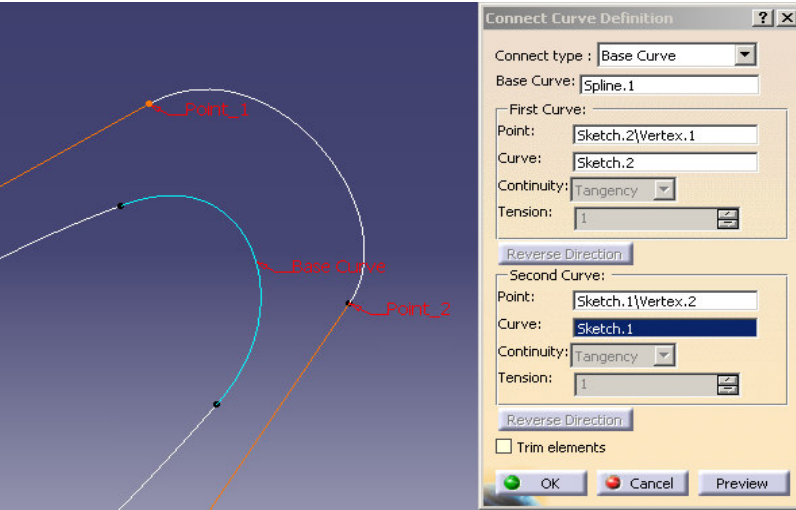 Point_1
Base Curve
Point_2
Connect Curve Definition
Connect type : Base Curve
Base Curve: Spline.1
First Curve:
Point: Sketch.2\Vertex.1
Curve: Sketch.2
Continuity: Tangency
Tension: 1
Reverse Direction
Second Curve:
Point: Sketch.1\Vertex.2
Curve: Sketch.1
Continuity: Tangency
Tension: 1
Reverse Direction
Trim elements
OK Cancel Preview